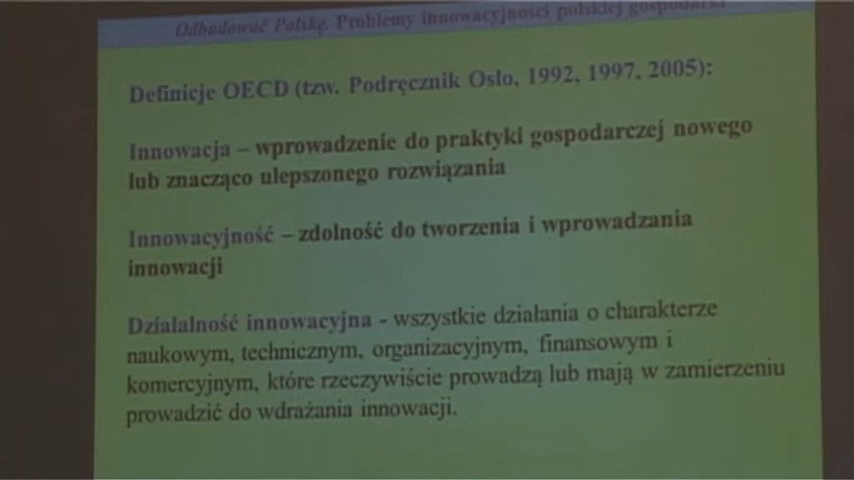 Odbudować Polskę. Problemy innowacyjności polskiej gospodarki
Definicje OECD (tzw. Podręcznik Oslo, 1992, 1997, 2005):
Innowacja – wprowadzenie do praktyki gospodarczej nowego
lub znacząco ulepszonego rozwiązania
Innowacyjność – zdolność do tworzenia i wprowadzania
innowacji
Działalność innowacyjna - wszystkie działania o charakterze
naukowym, technicznym, organizacyjnym, finansowym i
komercyjnym, które rzeczywiście prowadzą lub mają w zamierzeniu
prowadzić do wdrażania innowacji.